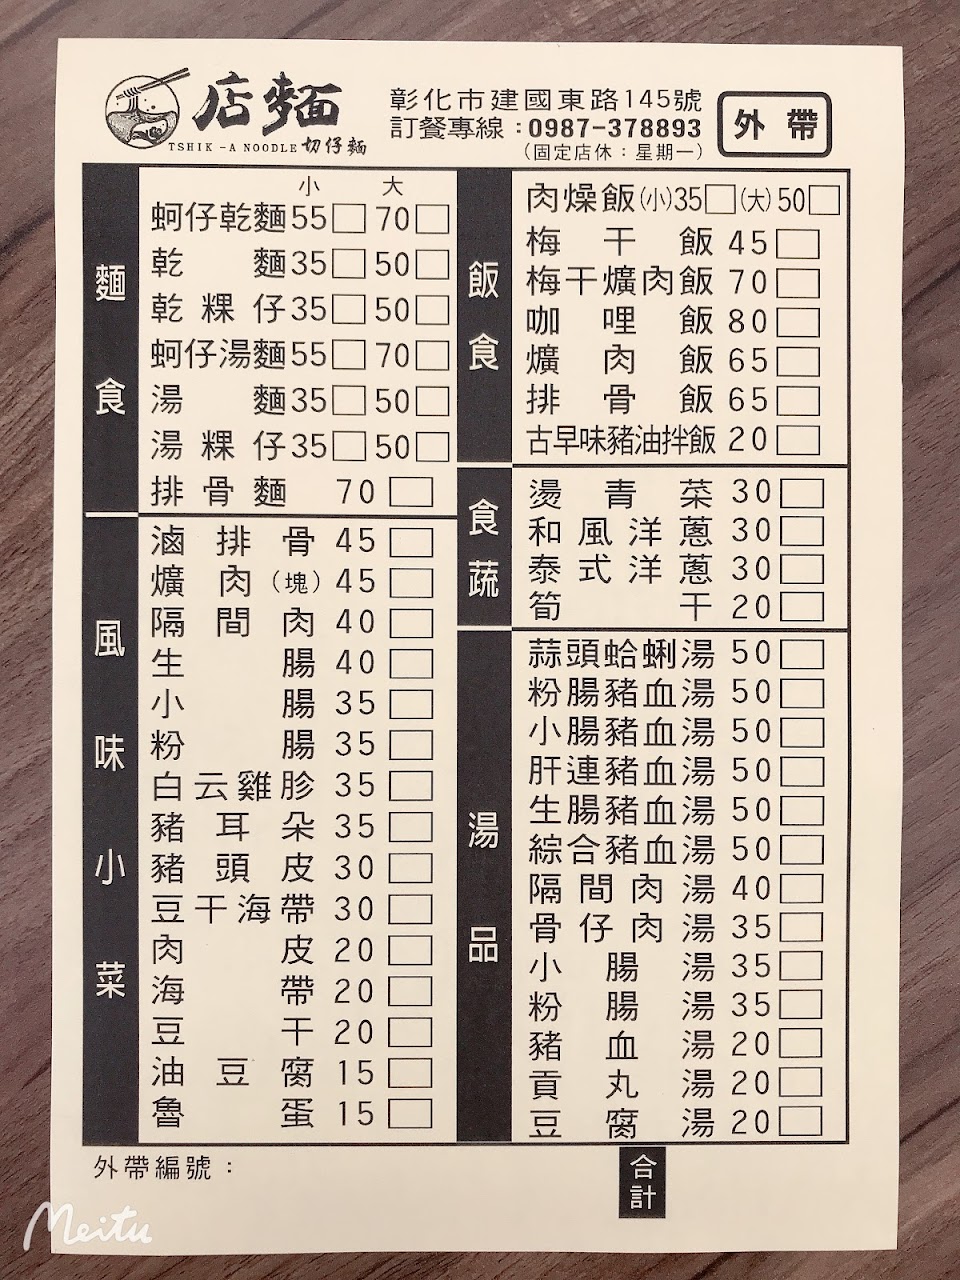 店麵
TSHIK-A NOODLE 切仔麵
彰化市建國東路145號
訂餐專線：0987-378893
(固定店休：星期一)
外帶
麵食
小 大
蚵仔乾麵 55 70
乾麵 35 50
乾粿仔 35 50
蚵仔湯麵 55 70
湯麵 35 50
湯粿仔 35 50
排骨麵 70
風味小菜
滷排骨 45
爌肉(塊) 45
隔間肉 40
生腸 40
小腸 35
粉腸 35
白云雞胗 35
豬耳朵 35
豬頭皮 30
豆干海帶 30
肉皮 20
海帶 20
豆干 20
油豆腐 15
魯蛋 15
飯食
肉燥飯(小)35 (大)50
梅干飯 45
梅干爌肉飯 70
咖哩飯 80
爌肉飯 65
排骨飯 65
古早味豬油拌飯 20
食蔬
燙青菜 30
和風洋蔥 30
泰式洋蔥 30
筍干 20
湯品
蒜頭蛤蜊湯 50
粉腸豬血湯 50
小腸豬血湯 50
肝連豬血湯 50
生腸豬血湯 50
綜合豬血湯 50
隔間肉湯 40
骨仔肉湯 35
小腸湯 35
粉腸湯 35
豬血湯 20
貢丸湯 20
豆腐湯 20
外帶編號：
合計
Meitu